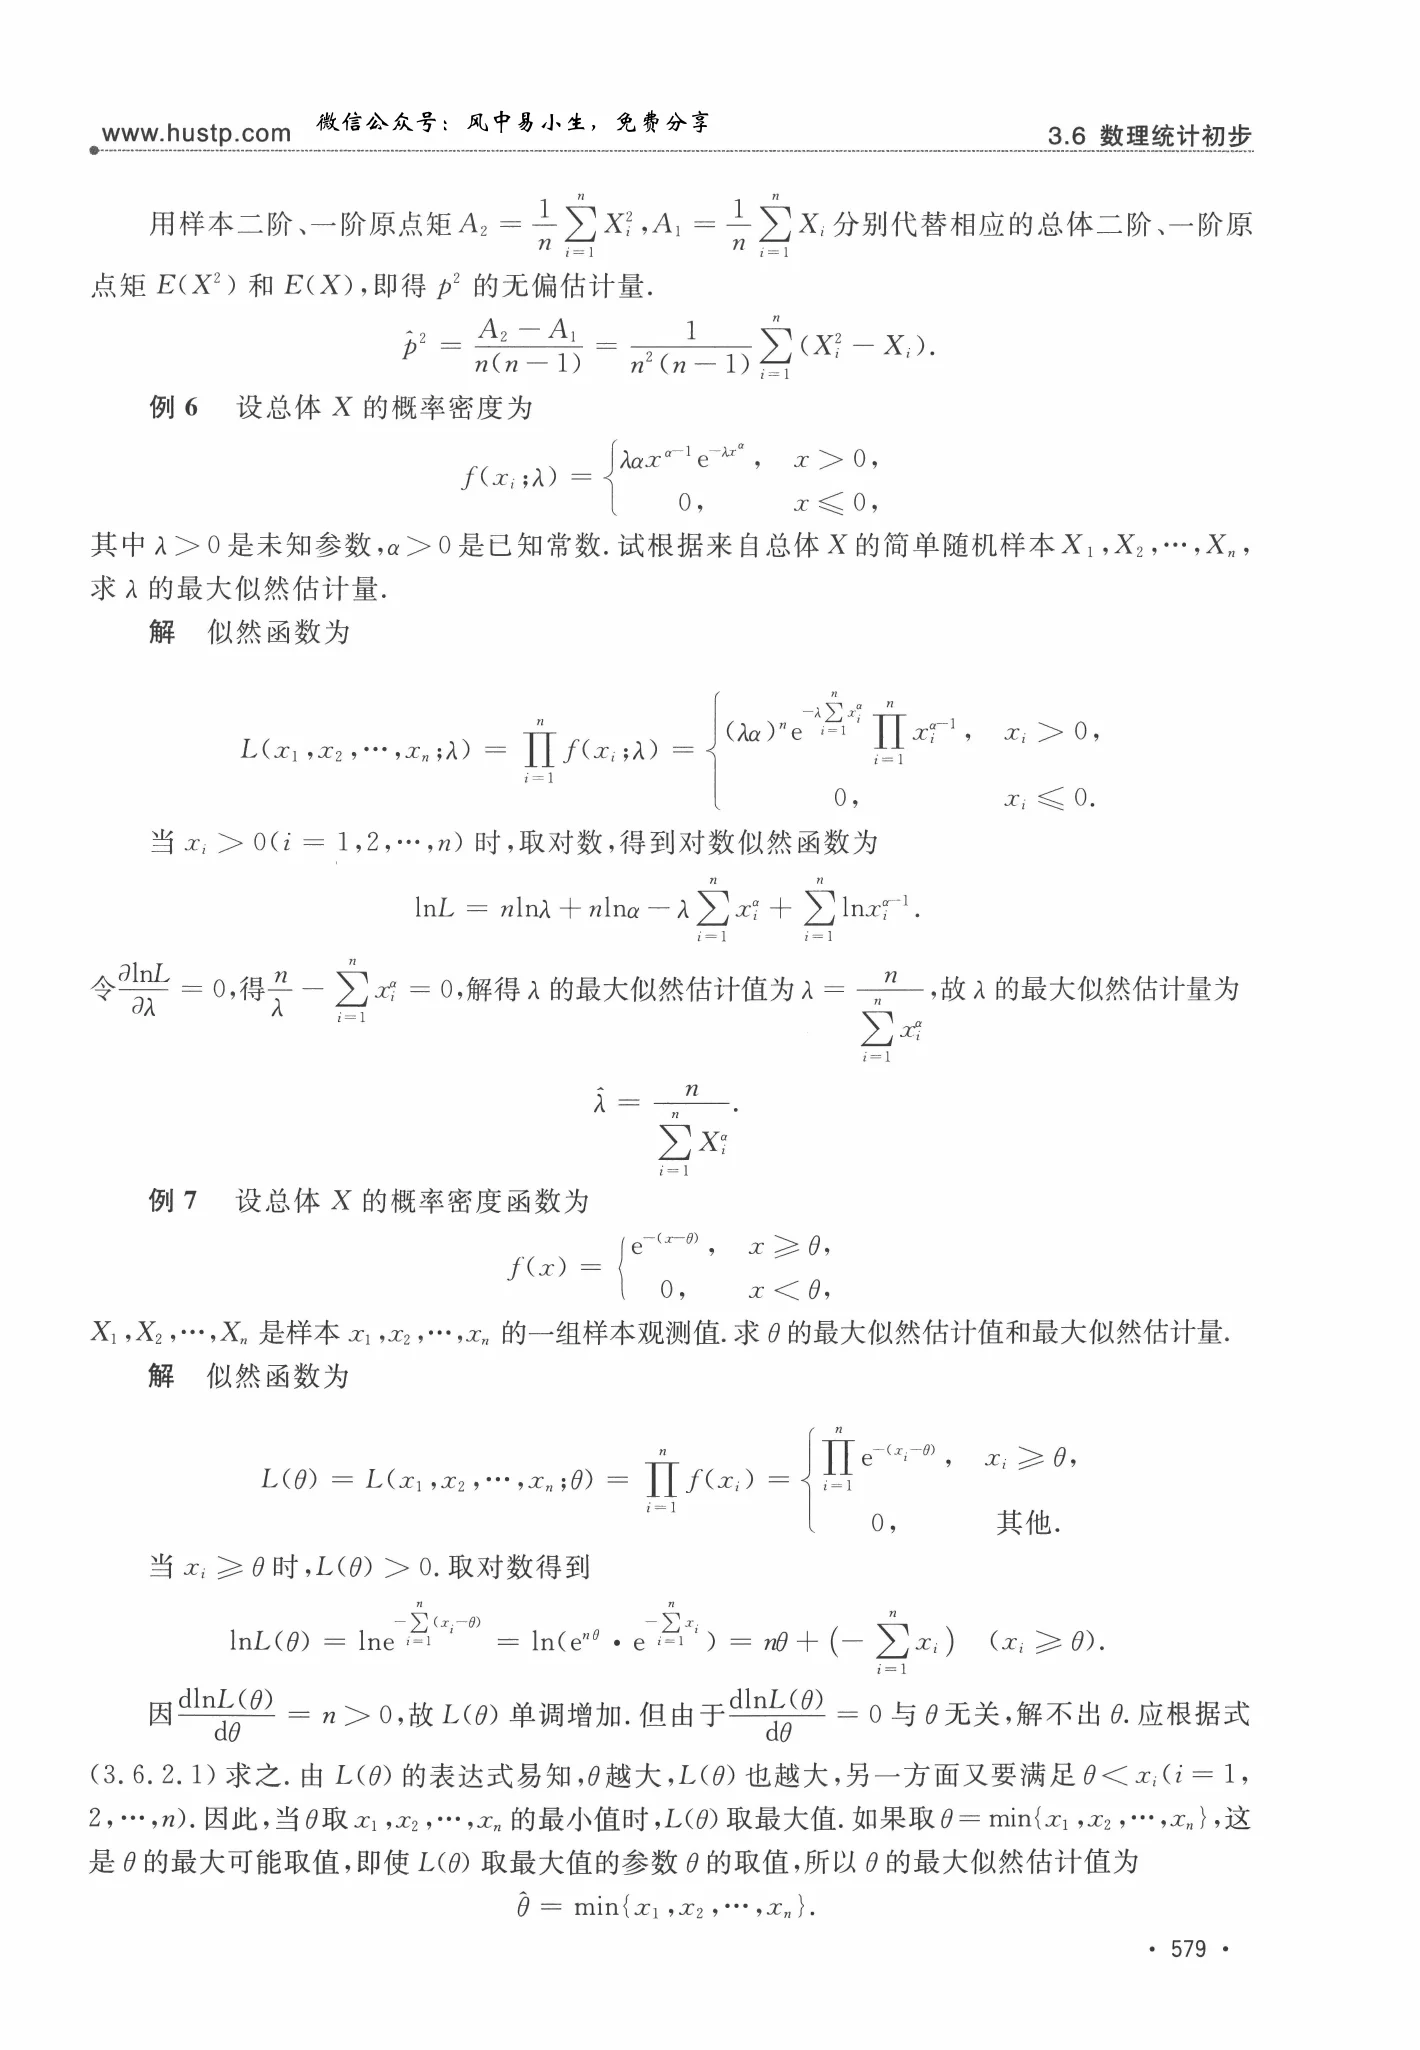 www.hustp.com 微信公众号：风中易小生，免费分享 3.6 数理统计初步
用样本二阶、一阶原点矩 $A_2 = \frac{1}{n}\sum_{i=1}^{n} X_i^2, A_1 = \frac{1}{n}\sum_{i=1}^{n} X_i$ 分别代替相应的总体二阶、一阶原
点矩 $E(X^2)$ 和 $E(X)$,即得 $p^2$ 的无偏估计量.
$\hat{p}^2 = \frac{A_2 - A_1}{n(n-1)} = \frac{1}{n^2(n-1)}\sum_{i=1}^{n}(X_i^2 - X_i).$
例 6 设总体 X 的概率密度为
$f(x_i;\lambda) = \begin{cases} \lambda\alpha x^{\alpha-1}e^{-\lambda x^\alpha}, & x > 0, \\ 0, & x \leqslant 0, \end{cases}$
其中 λ＞0 是未知参数,α＞0 是已知常数. 试根据来自总体 X 的简单随机样本 $X_1, X_2, \cdots, X_n$,
求 λ 的最大似然估计量.
解 似然函数为
$L(x_1,x_2,\cdots,x_n;\lambda) = \prod_{i=1}^{n} f(x_i;\lambda) = \begin{cases} (\lambda\alpha)^n e^{-\lambda\sum_{i=1}^{n} x_i^\alpha} \prod_{i=1}^{n} x_i^{\alpha-1}, & x_i > 0, \\ 0, & x_i \leqslant 0. \end{cases}$
当 $x_i > 0(i = 1,2,\cdots,n)$ 时,取对数,得到对数似然函数为
$\ln L = n\ln\lambda + n\ln\alpha - \lambda\sum_{i=1}^{n} x_i^\alpha + \sum_{i=1}^{n} \ln x_i^{\alpha-1}.$
令 $\frac{\partial \ln L}{\partial \lambda} = 0$,得 $\frac{n}{\lambda} - \sum_{i=1}^{n} x_i^\alpha = 0$,解得 λ 的最大似然估计值为 $\lambda = \frac{n}{\sum_{i=1}^{n} x_i^\alpha}$,故 λ 的最大似然估计量为
$\hat{\lambda} = \frac{n}{\sum_{i=1}^{n} X_i^\alpha}.$
例 7 设总体 X 的概率密度函数为
$f(x) = \begin{cases} e^{-(x-\theta)}, & x \geqslant \theta, \\ 0, & x < \theta, \end{cases}$
$X_1, X_2, \cdots, X_n$ 是样本 $x_1, x_2, \cdots, x_n$ 的一组样本观测值. 求 θ 的最大似然估计值和最大似然估计量.
解 似然函数为
$L(\theta) = L(x_1,x_2,\cdots,x_n;\theta) = \prod_{i=1}^{n} f(x_i) = \begin{cases} \prod_{i=1}^{n} e^{-(x_i-\theta)}, & x_i \geqslant \theta, \\ 0, & 其他. \end{cases}$
当 $x_i \geqslant \theta$ 时,$L(\theta) > 0$. 取对数得到
$\ln L(\theta) = \ln e^{-\sum_{i=1}^{n}(x_i-\theta)} = \ln(e^{n\theta} \cdot e^{-\sum_{i=1}^{n} x_i}) = n\theta + (-\sum_{i=1}^{n} x_i) \quad (x_i \geqslant \theta).$
因 $\frac{d\ln L(\theta)}{d\theta} = n > 0$,故 $L(\theta)$ 单调增加. 但由于 $\frac{d\ln L(\theta)}{d\theta} = 0$ 与 θ 无关,解不出 θ. 应根据式
(3.6.2.1) 求之. 由 $L(\theta)$ 的表达式易知,θ 越大,$L(\theta)$ 也越大,另一方面又要满足 $\theta < x_i (i = 1,$
$2,\cdots,n)$. 因此,当 θ 取 $x_1,x_2,\cdots,x_n$ 的最小值时,$L(\theta)$ 取最大值. 如果取 $\theta = \min\{x_1,x_2,\cdots,x_n\}$,这
是 θ 的最大可能取值,即使 $L(\theta)$ 取最大值的参数 θ 的取值,所以 θ 的最大似然估计值为
$\hat{\theta} = \min\{x_1,x_2,\cdots,x_n\}.$
· 579 ·